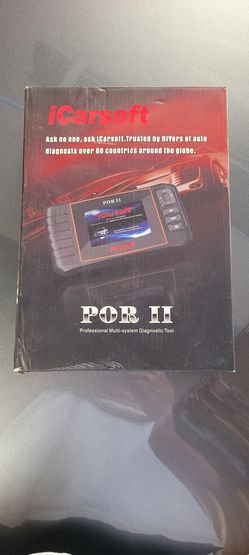 iCarsoft
Ask no one, ask iCarsoft.Trusted by Divers of auto
diagnosis over 60 countries around the globe.
POR II
iCarsoft
POR II
Professional Multi-system Diagnostic Tool